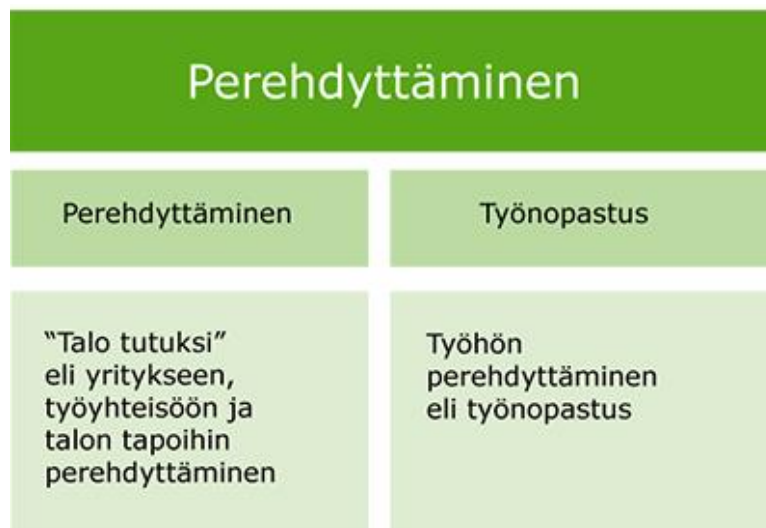 Perehdyttäminen
Perehdyttäminen
Työnopastus
“Talo tutuksi”
eli yritykseen,
työyhteisöön ja
talon tapoihin
perehdyttäminen
Työhön
perehdyttäminen
eli työnopastus